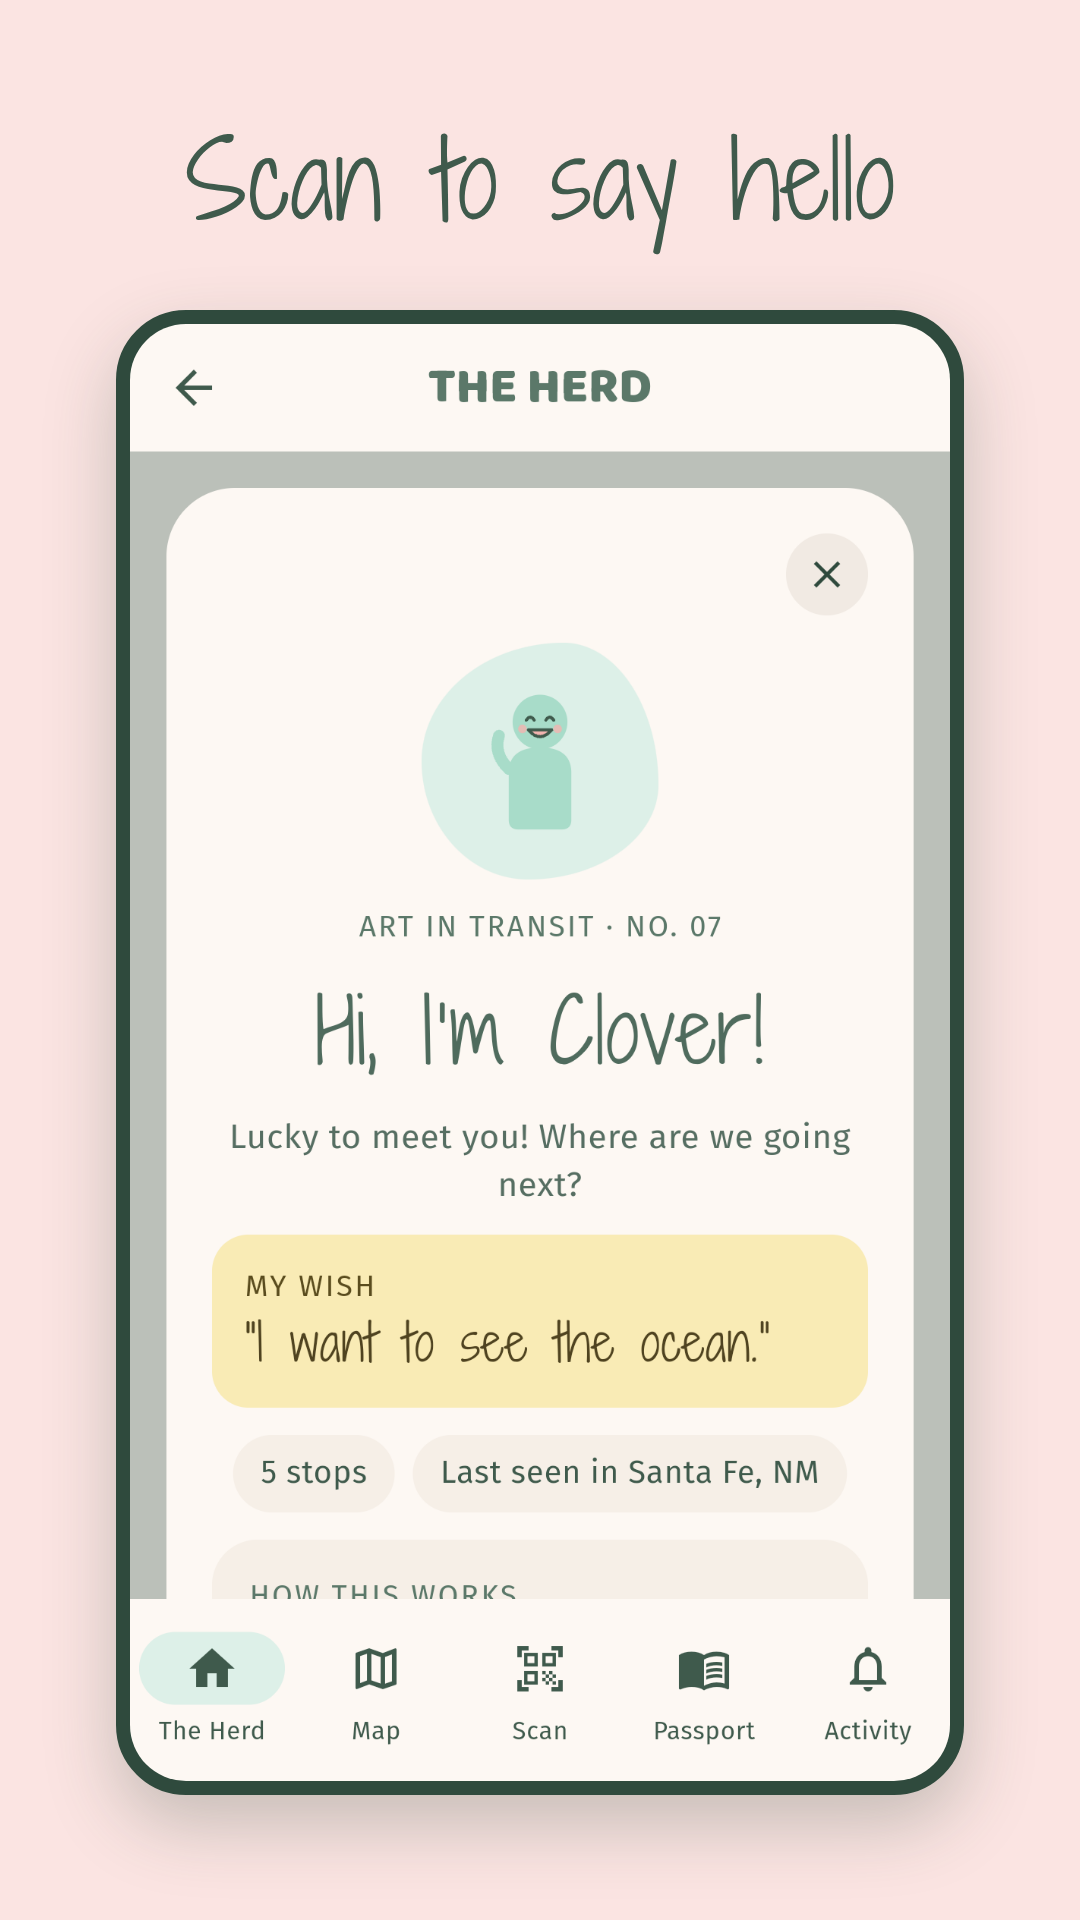 Scan to say hello
THE HERD
ART IN TRANSIT · NO. 07
Hi, I'm Clover!
Lucky to meet you! Where are we going
next?
MY WISH
"I want to see the ocean."
5 stops
Last seen in Santa Fe, NM
HOW THIS WORKS
The Herd
Map
Scan
Passport
Activity